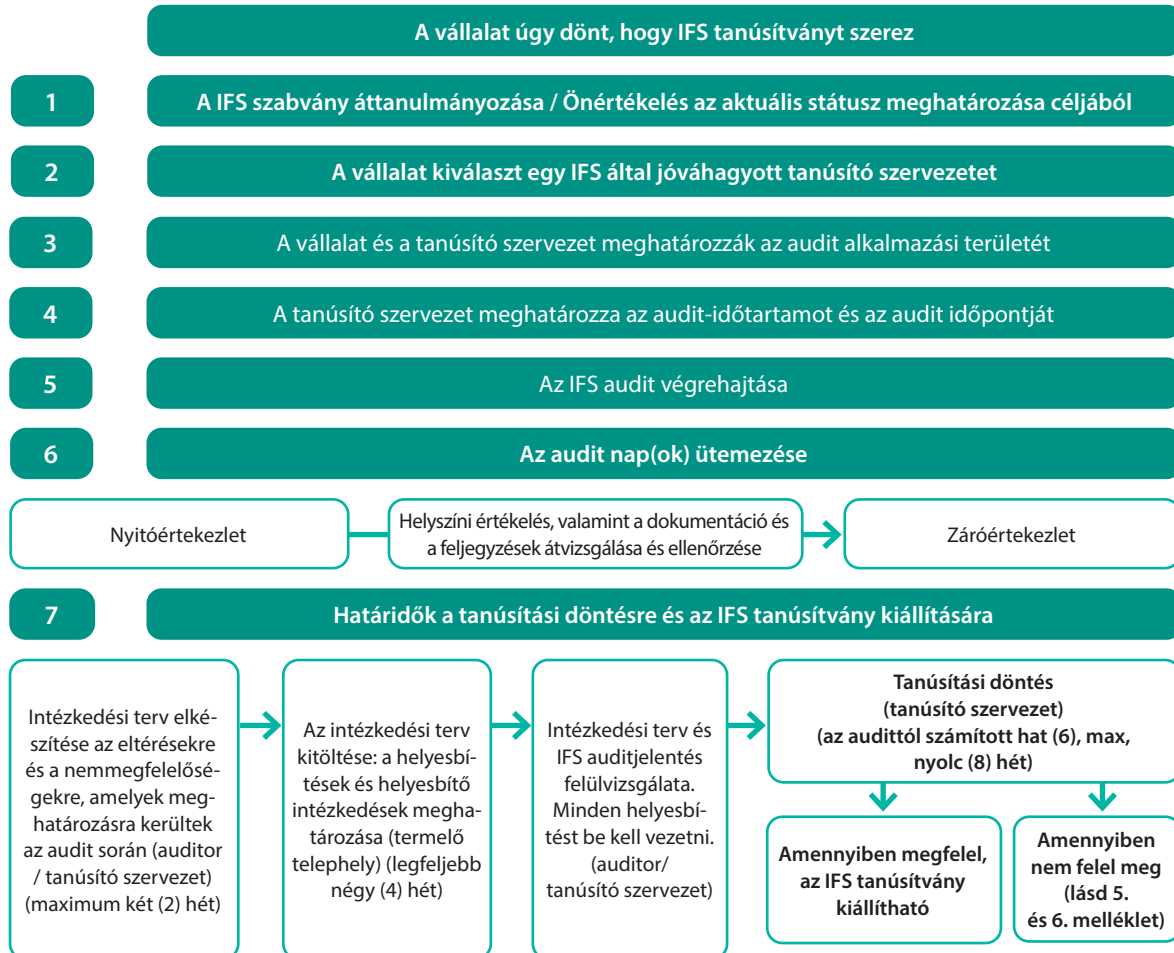 A vállalat úgy dönt, hogy IFS tanúsítványt szerez
1
A IFS szabvány áttanulmányozása / Önértékelés az aktuális státusz meghatározása céljából
2
A vállalat kiválaszt egy IFS által jóváhagyott tanúsító szervezetet
3
A vállalat és a tanúsító szervezet meghatározzák az audit alkalmazási területét
4
A tanúsító szervezet meghatározza az audit-időtartamot és az audit időpontját
5
Az IFS audit végrehajtása
6
Az audit nap(ok) ütemezése
Nyitóértekezlet
Helyszíni értékelés, valamint a dokumentáció és
a feljegyzések átvizsgálása és ellenőrzése
Záróértekezlet
7
Határidők a tanúsítási döntésre és az IFS tanúsítvány kiállítására
Intézkedési terv elké-
szítése az eltérésekre
és a nemmegfelelősé-
gekre, amelyek meg-
határozásra kerültek
az audit során (auditor
/ tanúsító szervezet)
(maximum két (2) hét)
Az intézkedési terv
kitöltése: a helyesbí-
tések és helyesbítő
intézkedések megha-
tározása (termelő
telephely) (legfeljebb
négy (4) hét)
Intézkedési terv és
IFS auditjelentés
felülvizsgálata.
Minden helyesbí-
tést be kell vezetni.
(auditor/
tanúsító szervezet)
Tanúsítási döntés
(tanúsító szervezet)
(az audittól számított hat (6), max,
nyolc (8) hét)
Amennyiben megfelel,
az IFS tanúsítvány
kiállítható
Amennyiben
nem felel meg
(lásd 5.
és 6. melléklet)